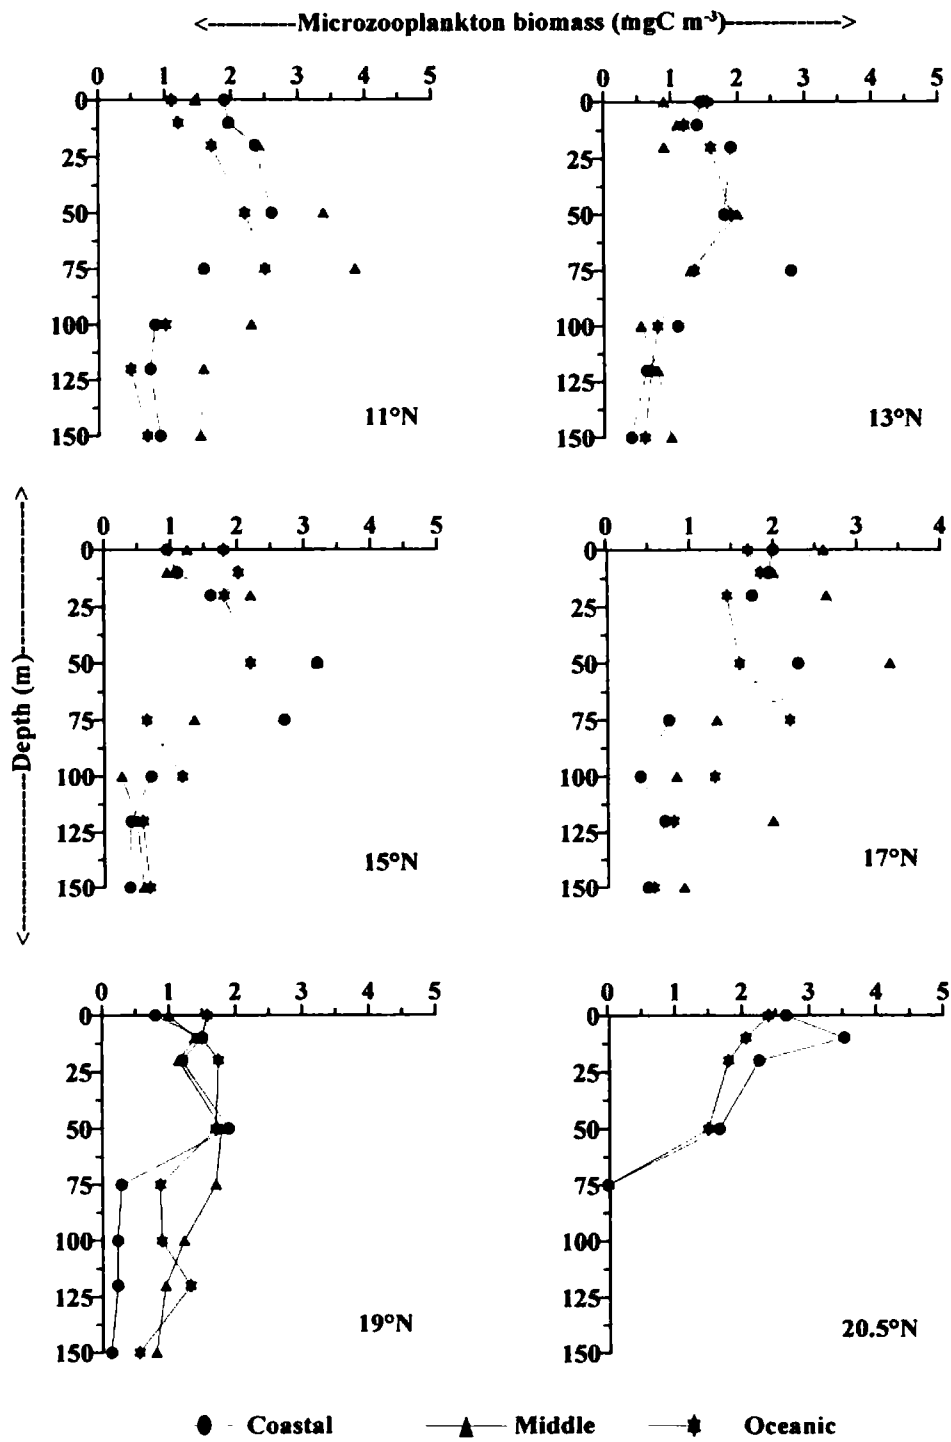 <-------Microzooplankton biomass (mgC m⁻³)---------->
0 1 2 3 4 5
0
25
50
75
100
125
150
11°N
0 1 2 3 4 5
0
25
50
75
100
125
150
13°N
<---------Depth (m)---------->
0 1 2 3 4 5
0
25
50
75
100
125
150
15°N
0 1 2 3 4
0
25
50
75
100
125
150
17°N
0 1 2 3 4 5
0
25
50
75
100
125
150
19°N
0 1 2 3 4 5
0
25
50
75
100
125
150
20.5°N
Coastal Middle Oceanic